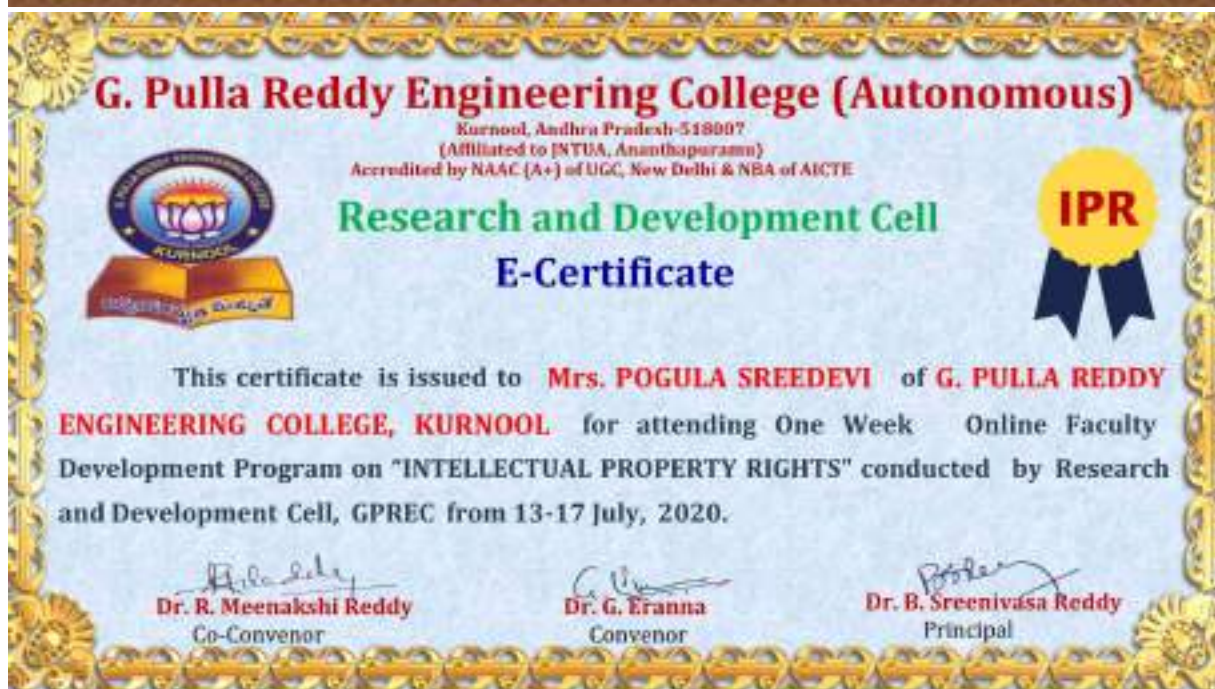 G. Pulla Reddy Engineering College (Autonomous)
Kurnool, Andhra Pradesh-518007
(Affiliated to JNTUA, Ananthapuramu)
Accredited by NAAC (A+) of UGC, New Delhi & NBA of AICTE
Research and Development Cell
E-Certificate
KURNOOL
IPR
This certificate is issued to Mrs. POGULA SREEDEVI of G. PULLA REDDY
ENGINEERING COLLEGE, KURNOOL for attending One Week Online Faculty
Development Program on "INTELLECTUAL PROPERTY RIGHTS" conducted by Research
and Development Cell, GPREC from 13-17 July, 2020.
Dr. R. Meenakshi Reddy
Co-Convenor
Dr. G. Eranna
Convenor
Dr. B. Sreenivasa Reddy
Principal